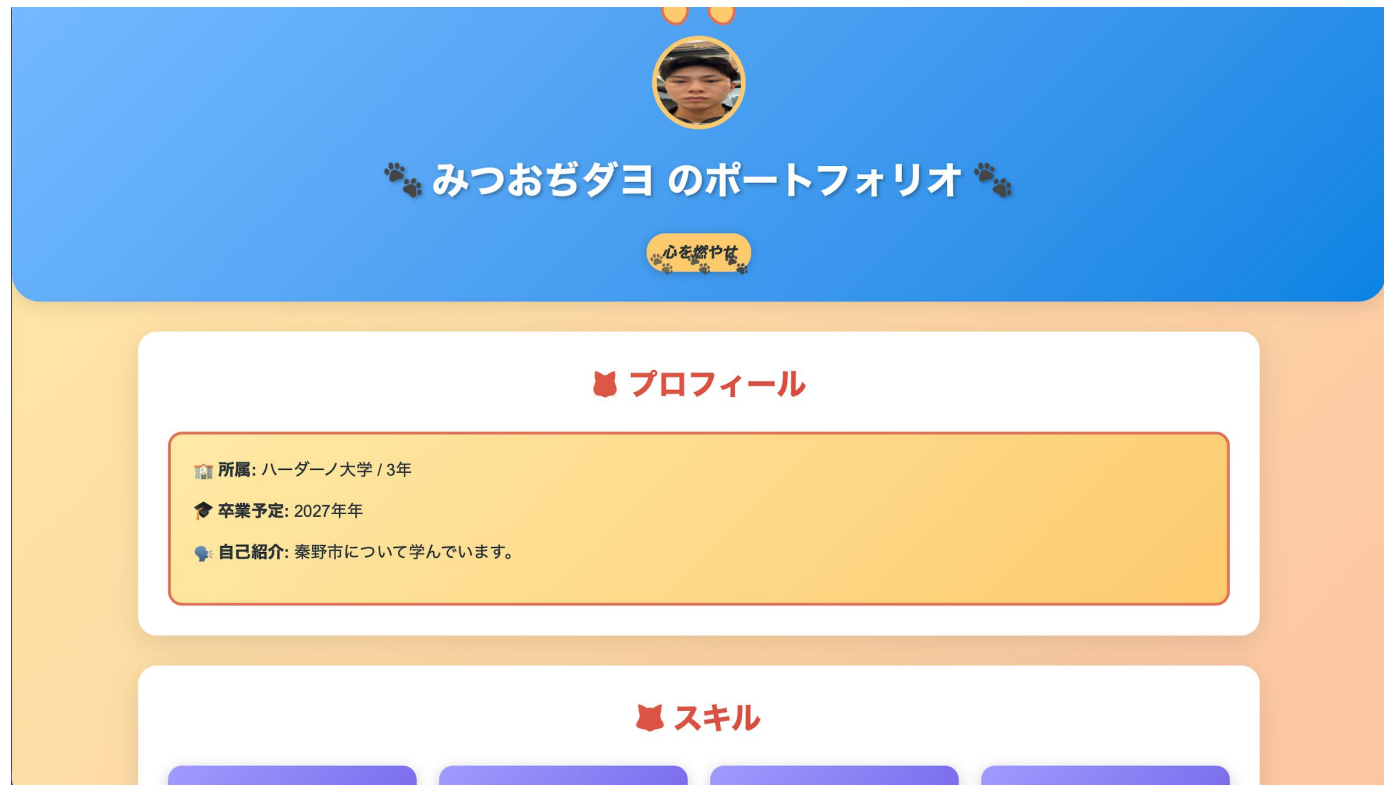 🐾 みつおぢダヨ のポートフォリオ 🐾
心を燃やせ
プロフィール
🏫 所属: ハーダーノ大学 / 3年
🎓 卒業予定: 2027年年
🗣️ 自己紹介: 秦野市について学んでいます。
スキル